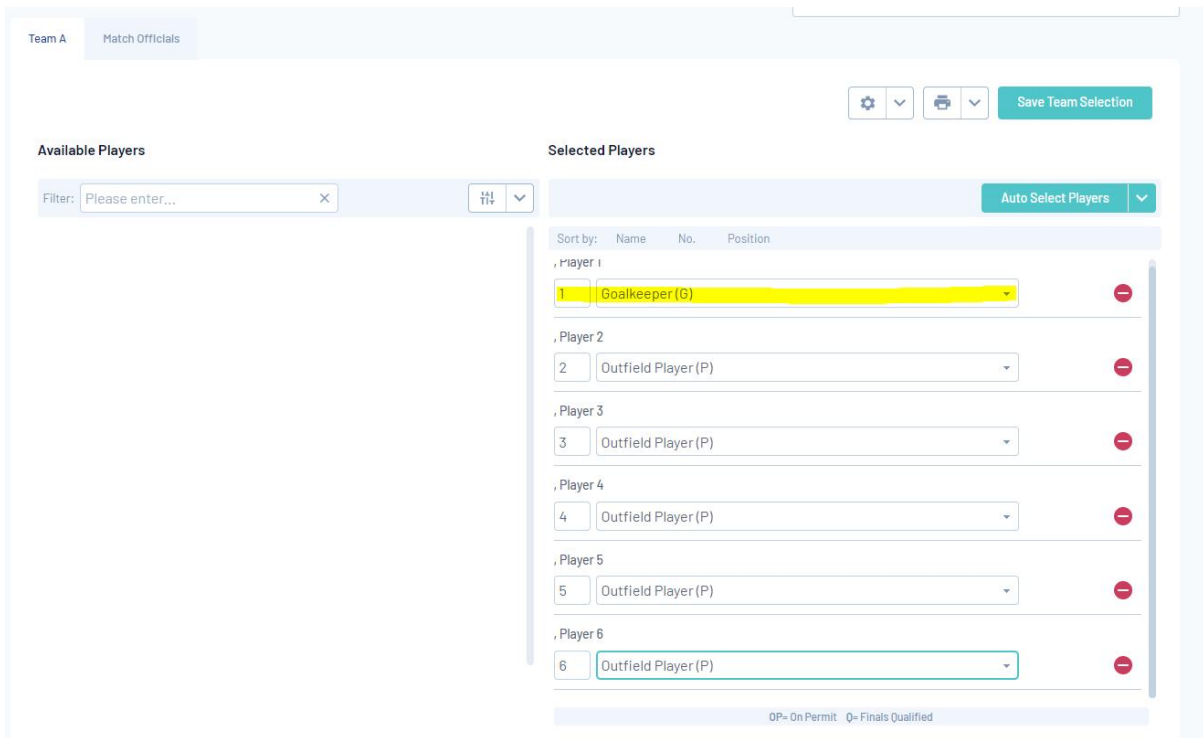 Team A
Match Officials
Save Team Selection
Available Players
Selected Players
Filter: Please enter...
Auto Select Players
Sort by: Name No. Position
, Player 1
1 Goalkeeper (G)
, Player 2
2 Outfield Player (P)
, Player 3
3 Outfield Player (P)
, Player 4
4 Outfield Player (P)
, Player 5
5 Outfield Player (P)
, Player 6
6 Outfield Player (P)
OP= On Permit Q= Finals Qualified